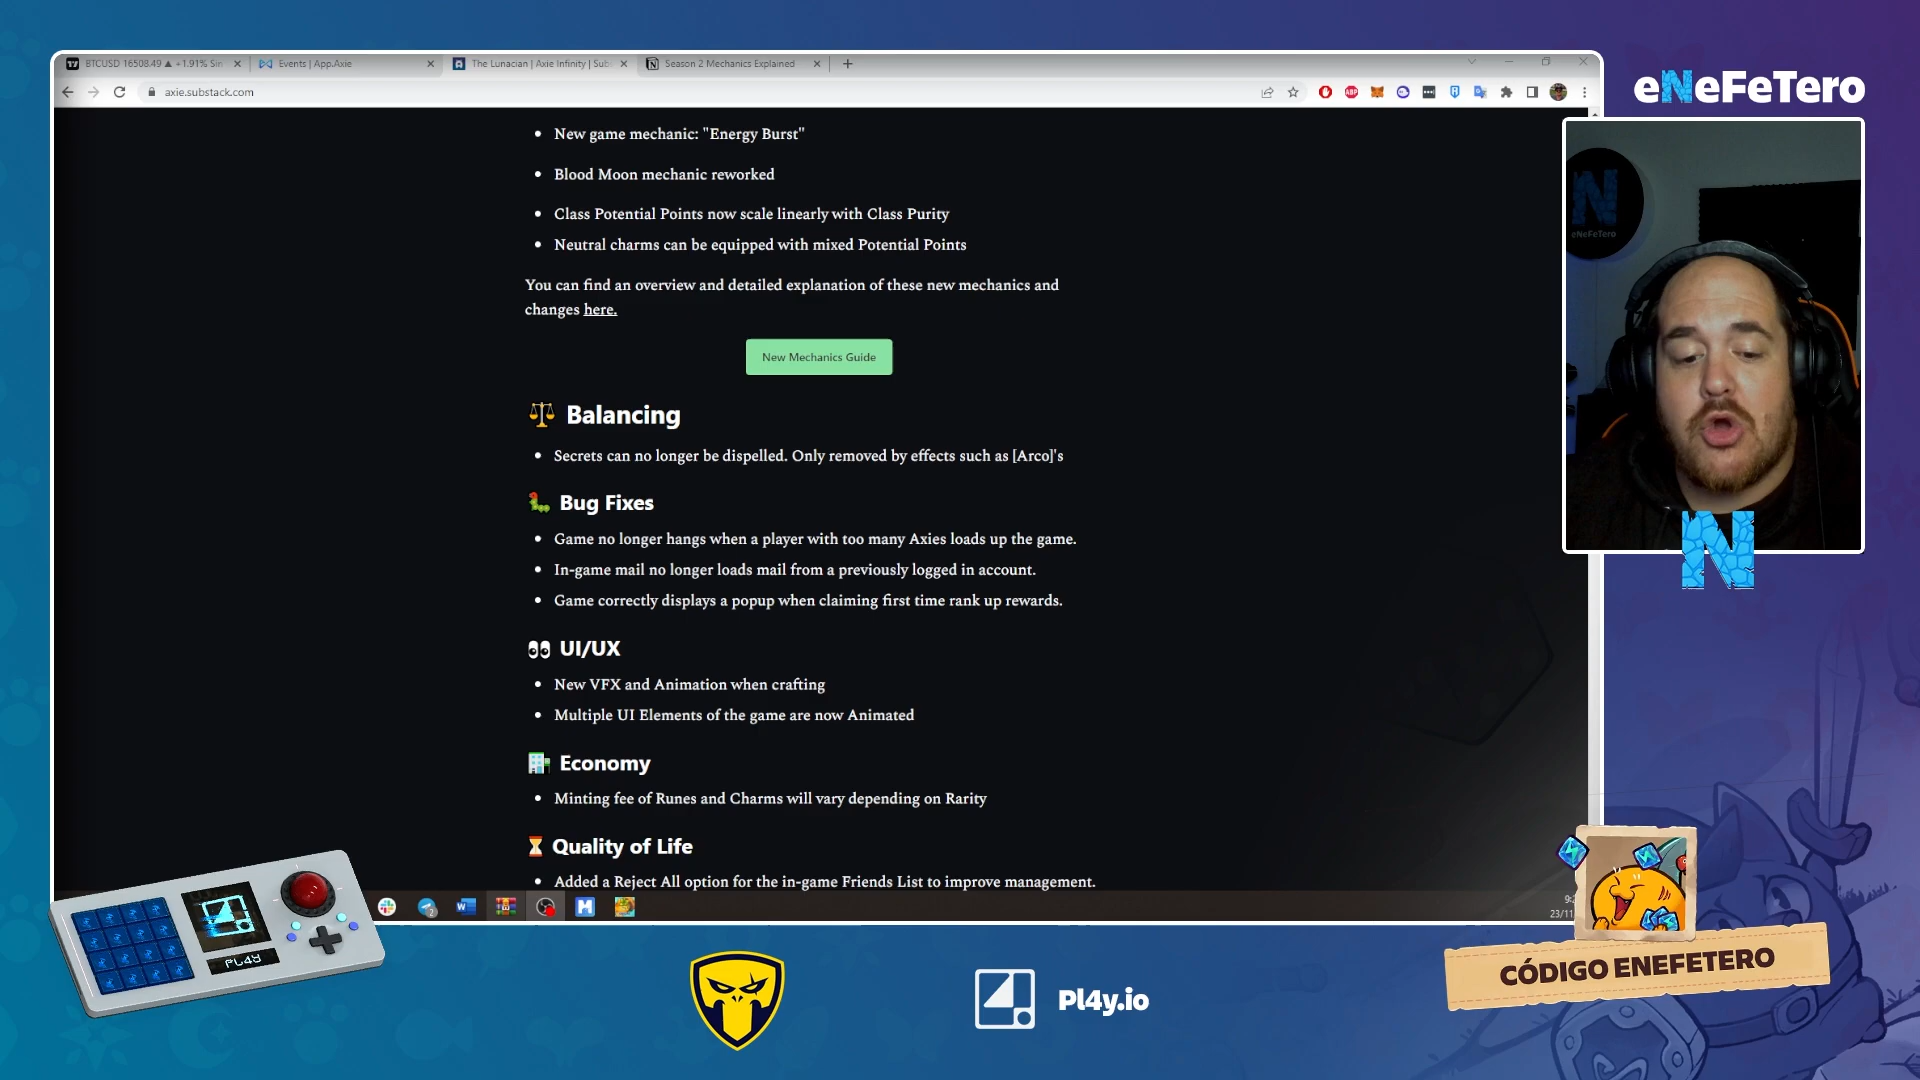 BTCUSD 16508.49 ▲ +1.91% Sin
Events | App.Axie
The Lunacian | Axie Infinity | Sub
Season 2 Mechanics Explained
axie.substack.com
eNeFeTero
• New game mechanic: "Energy Burst"
• Blood Moon mechanic reworked
• Class Potential Points now scale linearly with Class Purity
• Neutral charms can be equipped with mixed Potential Points
You can find an overview and detailed explanation of these new mechanics and
changes here.
New Mechanics Guide
Balancing
• Secrets can no longer be dispelled. Only removed by effects such as [Arco]'s
Bug Fixes
• Game no longer hangs when a player with too many Axies loads up the game.
• In-game mail no longer loads mail from a previously logged in account.
• Game correctly displays a popup when claiming first time rank up rewards.
UI/UX
• New VFX and Animation when crafting
• Multiple UI Elements of the game are now Animated
Economy
• Minting fee of Runes and Charms will vary depending on Rarity
Quality of Life
• Added a Reject All option for the in-game Friends List to improve management.
N
eNeFeTero
N
ABP
2
W
M
9:2
23/11
PL4Y
Pl4y.io
CÓDIGO ENEFETERO